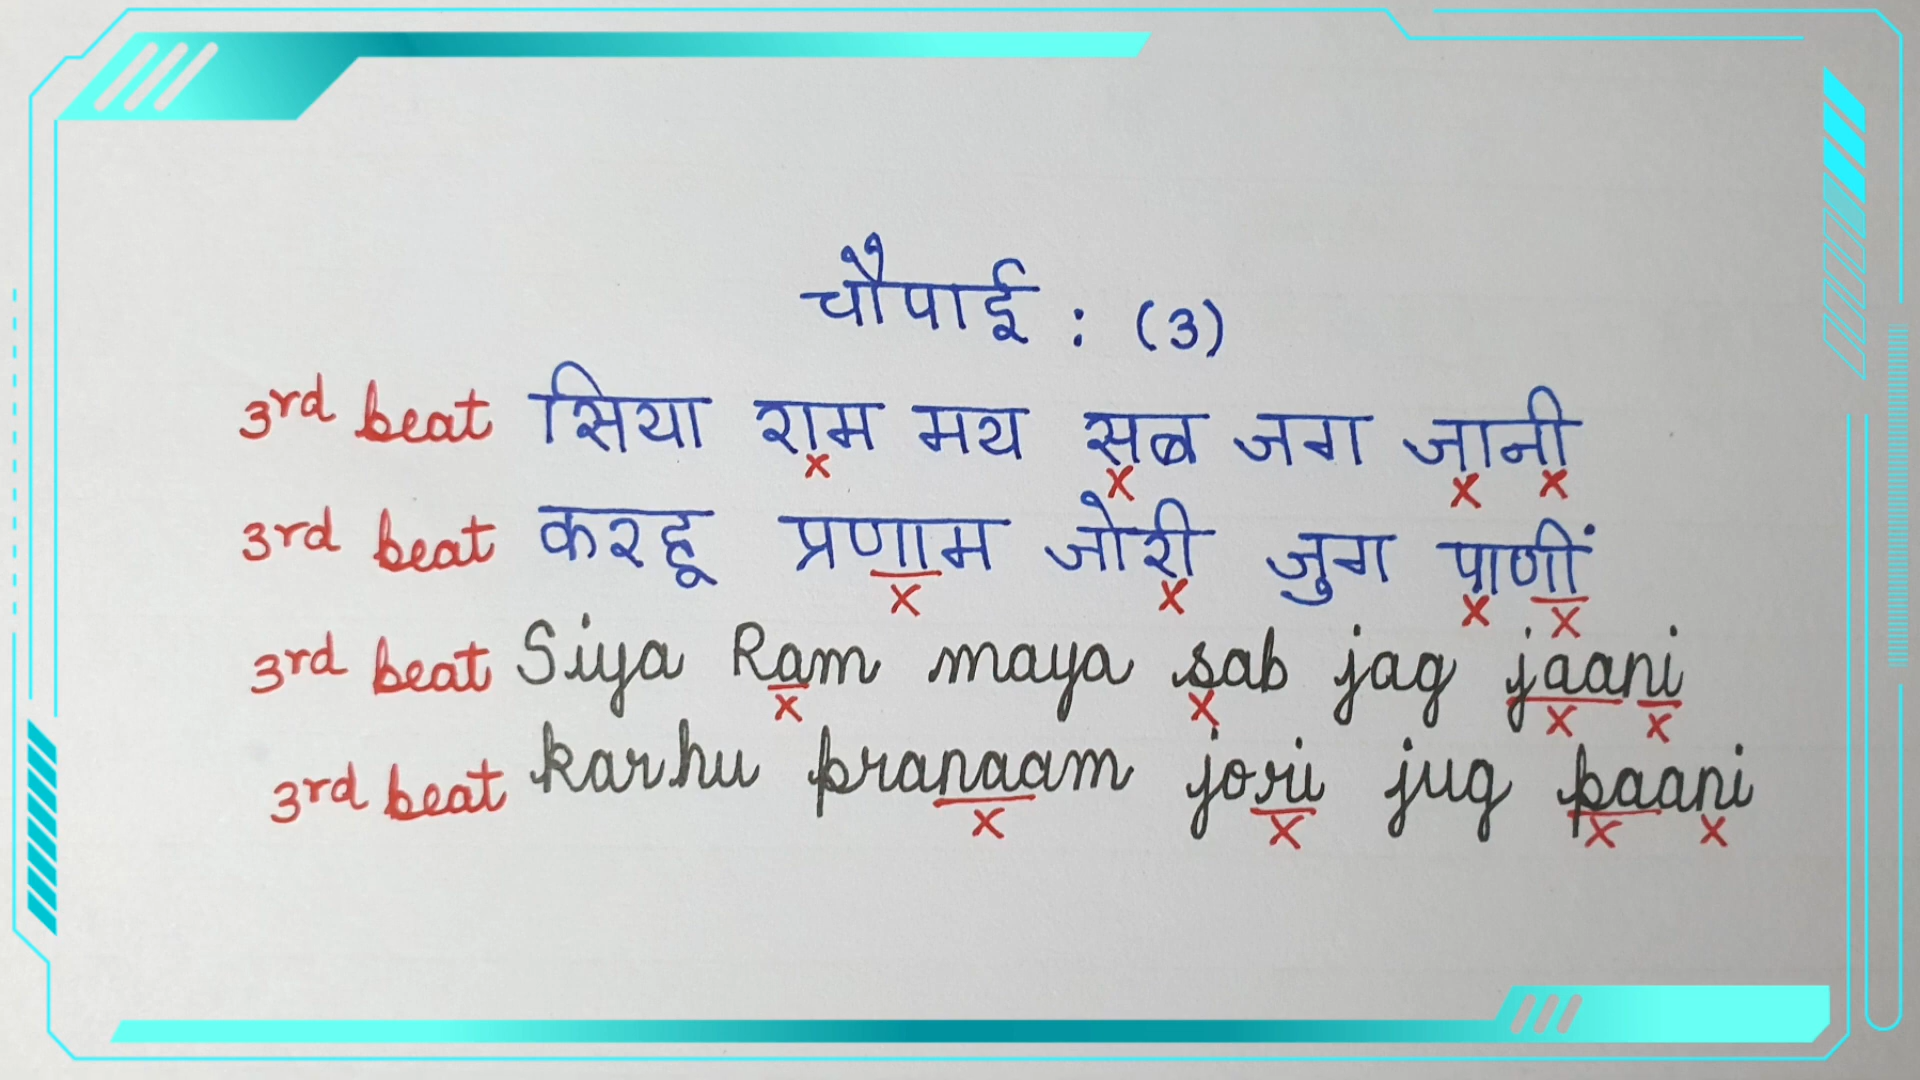 चौपाई : (3)
3rd beat सिया राम मय सब जग जानी
x x x x
3rd beat करहू प्रणाम जोरी जुग पाणीं
x x x x
3rd beat Siya Ram maya sab jag jaani
x x x x
3rd beat karhu pranaam jori jug paani
x x x x